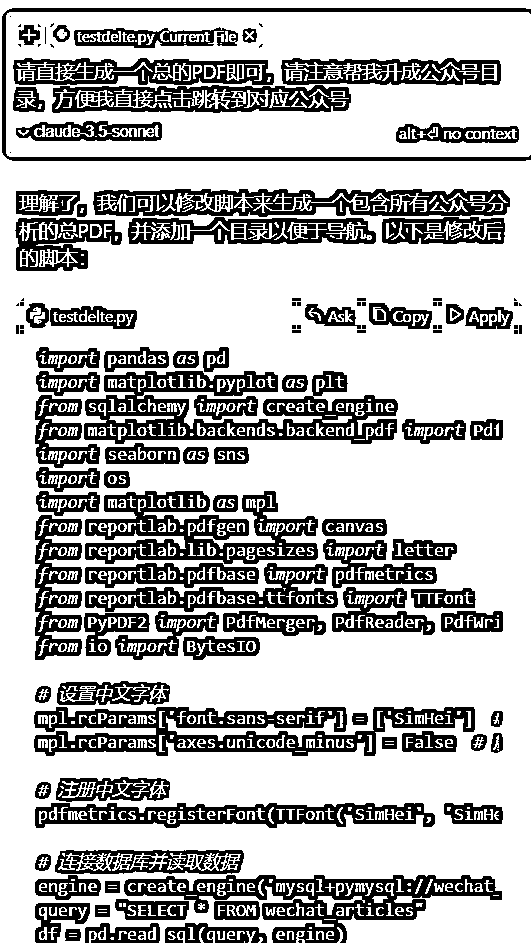 testdelte.py Current File
请直接生成一个总的PDF即可，请注意帮我升成公众号目
录，方便我直接点击跳转到对应公众号
claude-3.5-sonnet alt+⏎ no context
理解了，我们可以修改脚本来生成一个包含所有公众号分
析的总PDF，并添加一个目录以便于导航。以下是修改后
的脚本：
testdelte.py Ask Copy Apply
import pandas as pd
import matplotlib.pyplot as plt
from sqlalchemy import create_engine
from matplotlib.backends.backend_pdf import Pdf
import seaborn as sns
import os
import matplotlib as mpl
from reportlab.pdfgen import canvas
from reportlab.lib.pagesizes import letter
from reportlab.pdfbase import pdfmetrics
from reportlab.pdfbase.ttfonts import TTFont
from PyPDF2 import PdfMerger, PdfReader, PdfWri
from io import BytesIO
# 设置中文字体
mpl.rcParams['font.sans-serif'] = ['SimHei'] #
mpl.rcParams['axes.unicode_minus'] = False #
# 注册中文字体
pdfmetrics.registerFont(TTFont('SimHei', 'SimHe
# 连接数据库并读取数据
engine = create_engine('mysql+pymysql://wechat_
query = "SELECT * FROM wechat_articles"
df = pd.read_sql(query, engine)